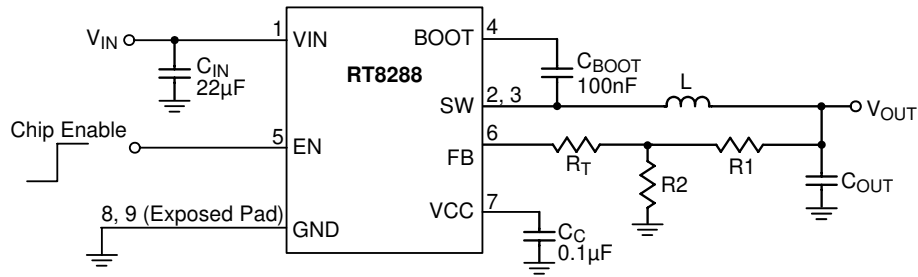 VIN
1
VIN
CIN
22µF
RT8288
BOOT
4
CBOOT
100nF
SW
2, 3
L
VOUT
Chip Enable
5
EN
FB
6
RT
R2
R1
COUT
8, 9 (Exposed Pad)
GND
VCC
7
CC
0.1µF